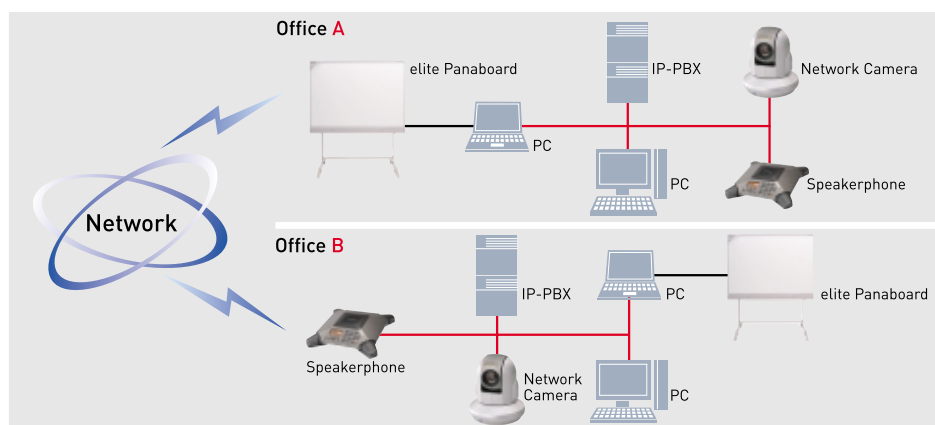 Office A
elite Panaboard
IP-PBX
Network Camera
PC
PC
Speakerphone
Network
Office B
IP-PBX
PC
elite Panaboard
Speakerphone
Network
Camera
PC